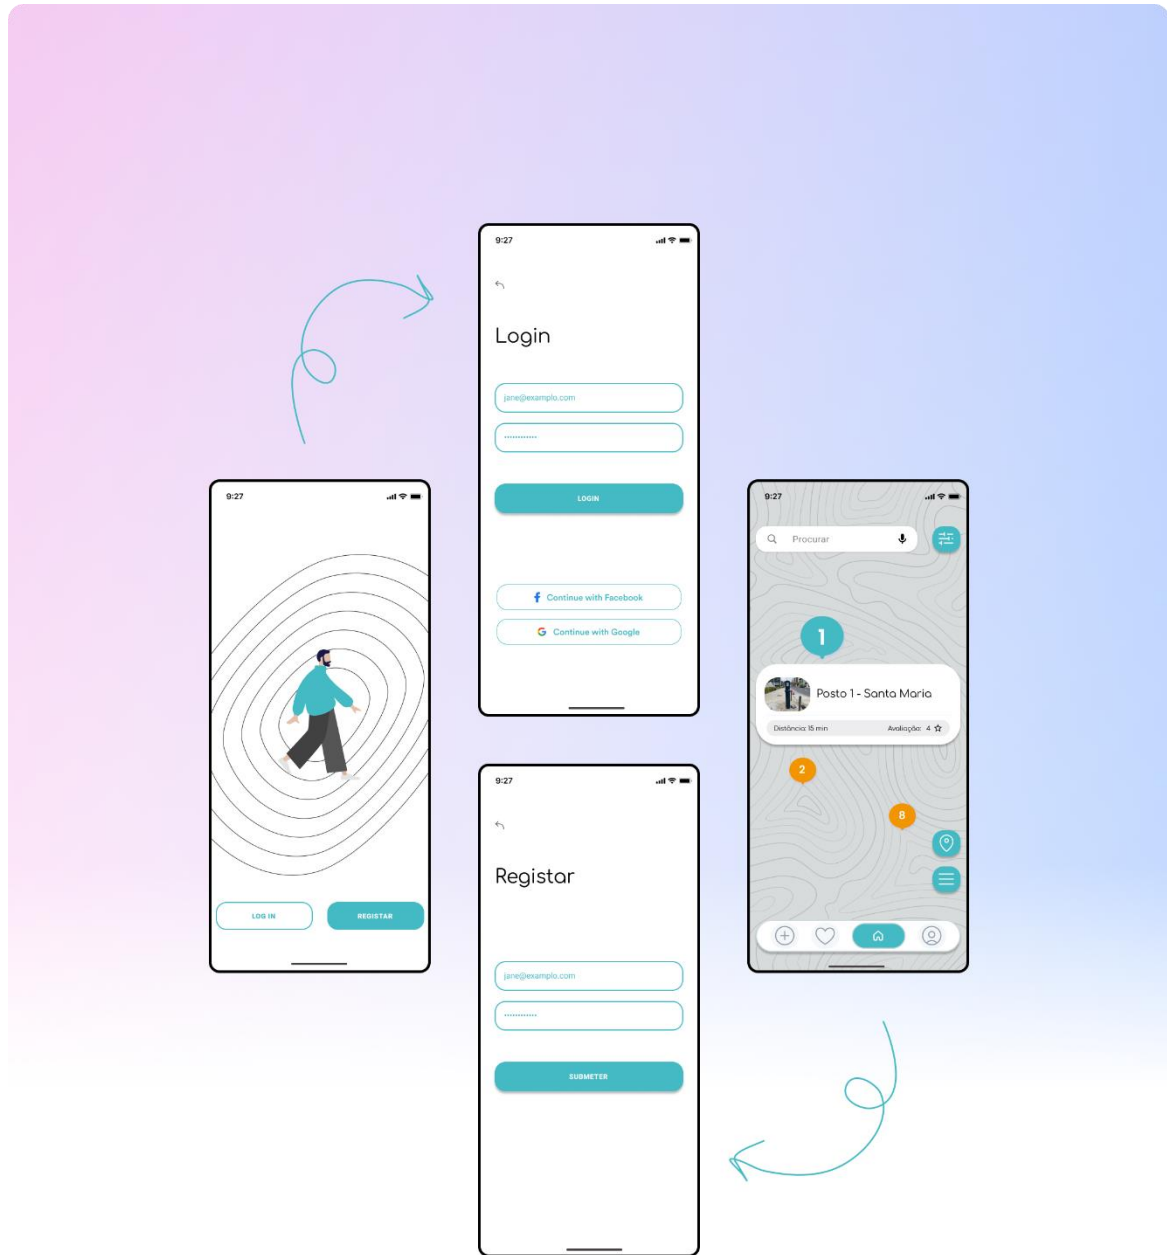 9:27
Login
jane@examplo.com
••••••••••••
LOGIN
Continue with Facebook
Continue with Google
9:27
LOG IN
REGISTAR
9:27
Procurar
1
Posto 1 - Santa Maria
Distância: 15 min
Avaliação: 4
2
8
9:27
Registar
jane@examplo.com
••••••••••••
SUBMETER